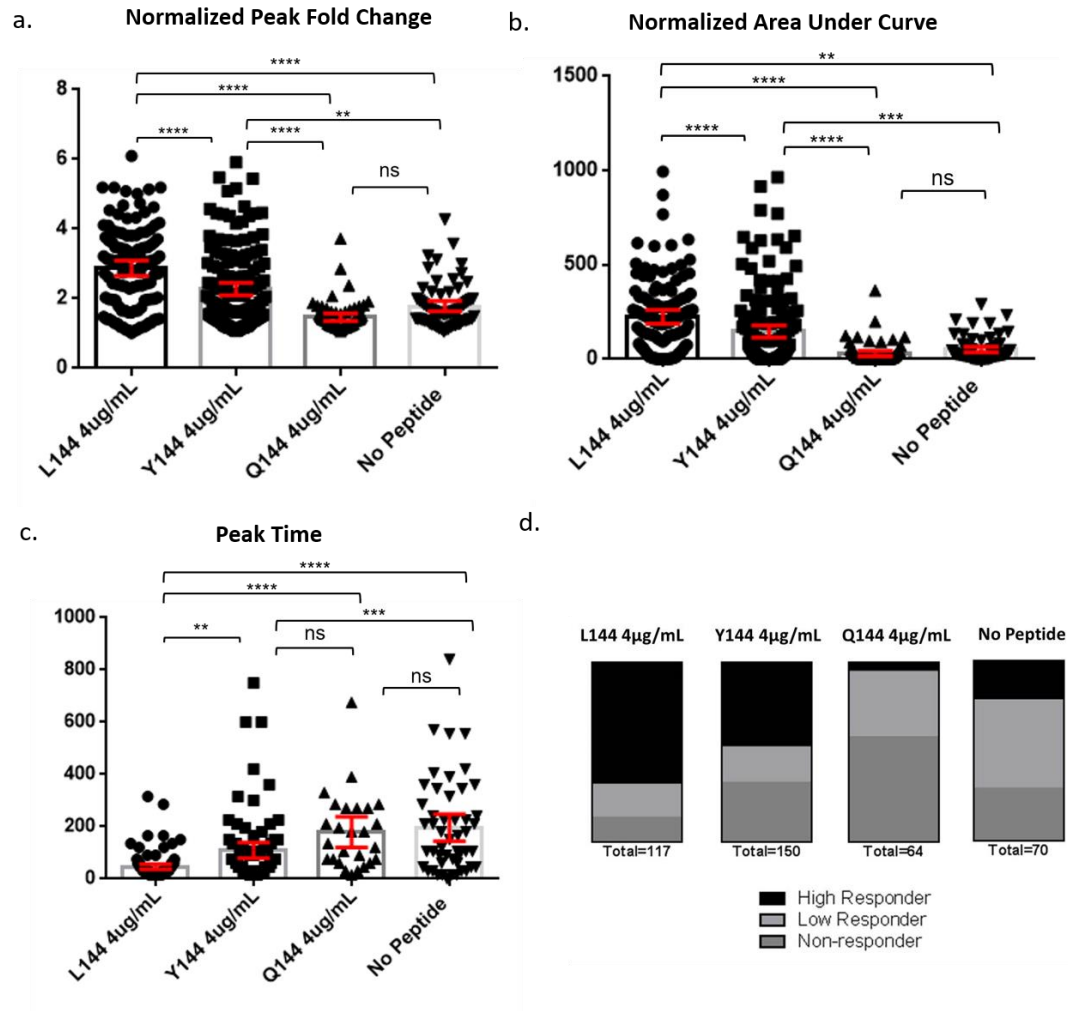 a.
Normalized Peak Fold Change
****
****
**
****
****
ns
8
6
4
2
0
L144 4ug/mL
Y144 4ug/mL
Q144 4ug/mL
No Peptide
b.
Normalized Area Under Curve
**
****
***
****
****
ns
1500
1000
500
0
L144 4ug/mL
Y144 4ug/mL
Q144 4ug/mL
No Peptide
c.
Peak Time
****
****
***
**
ns
ns
1000
800
600
400
200
0
L144 4ug/mL
Y144 4ug/mL
Q144 4ug/mL
No Peptide
d.
L144 4μg/mL Y144 4μg/mL Q144 4μg/mL No Peptide
Total=117 Total=150 Total=64 Total=70
High Responder
Low Responder
Non-responder